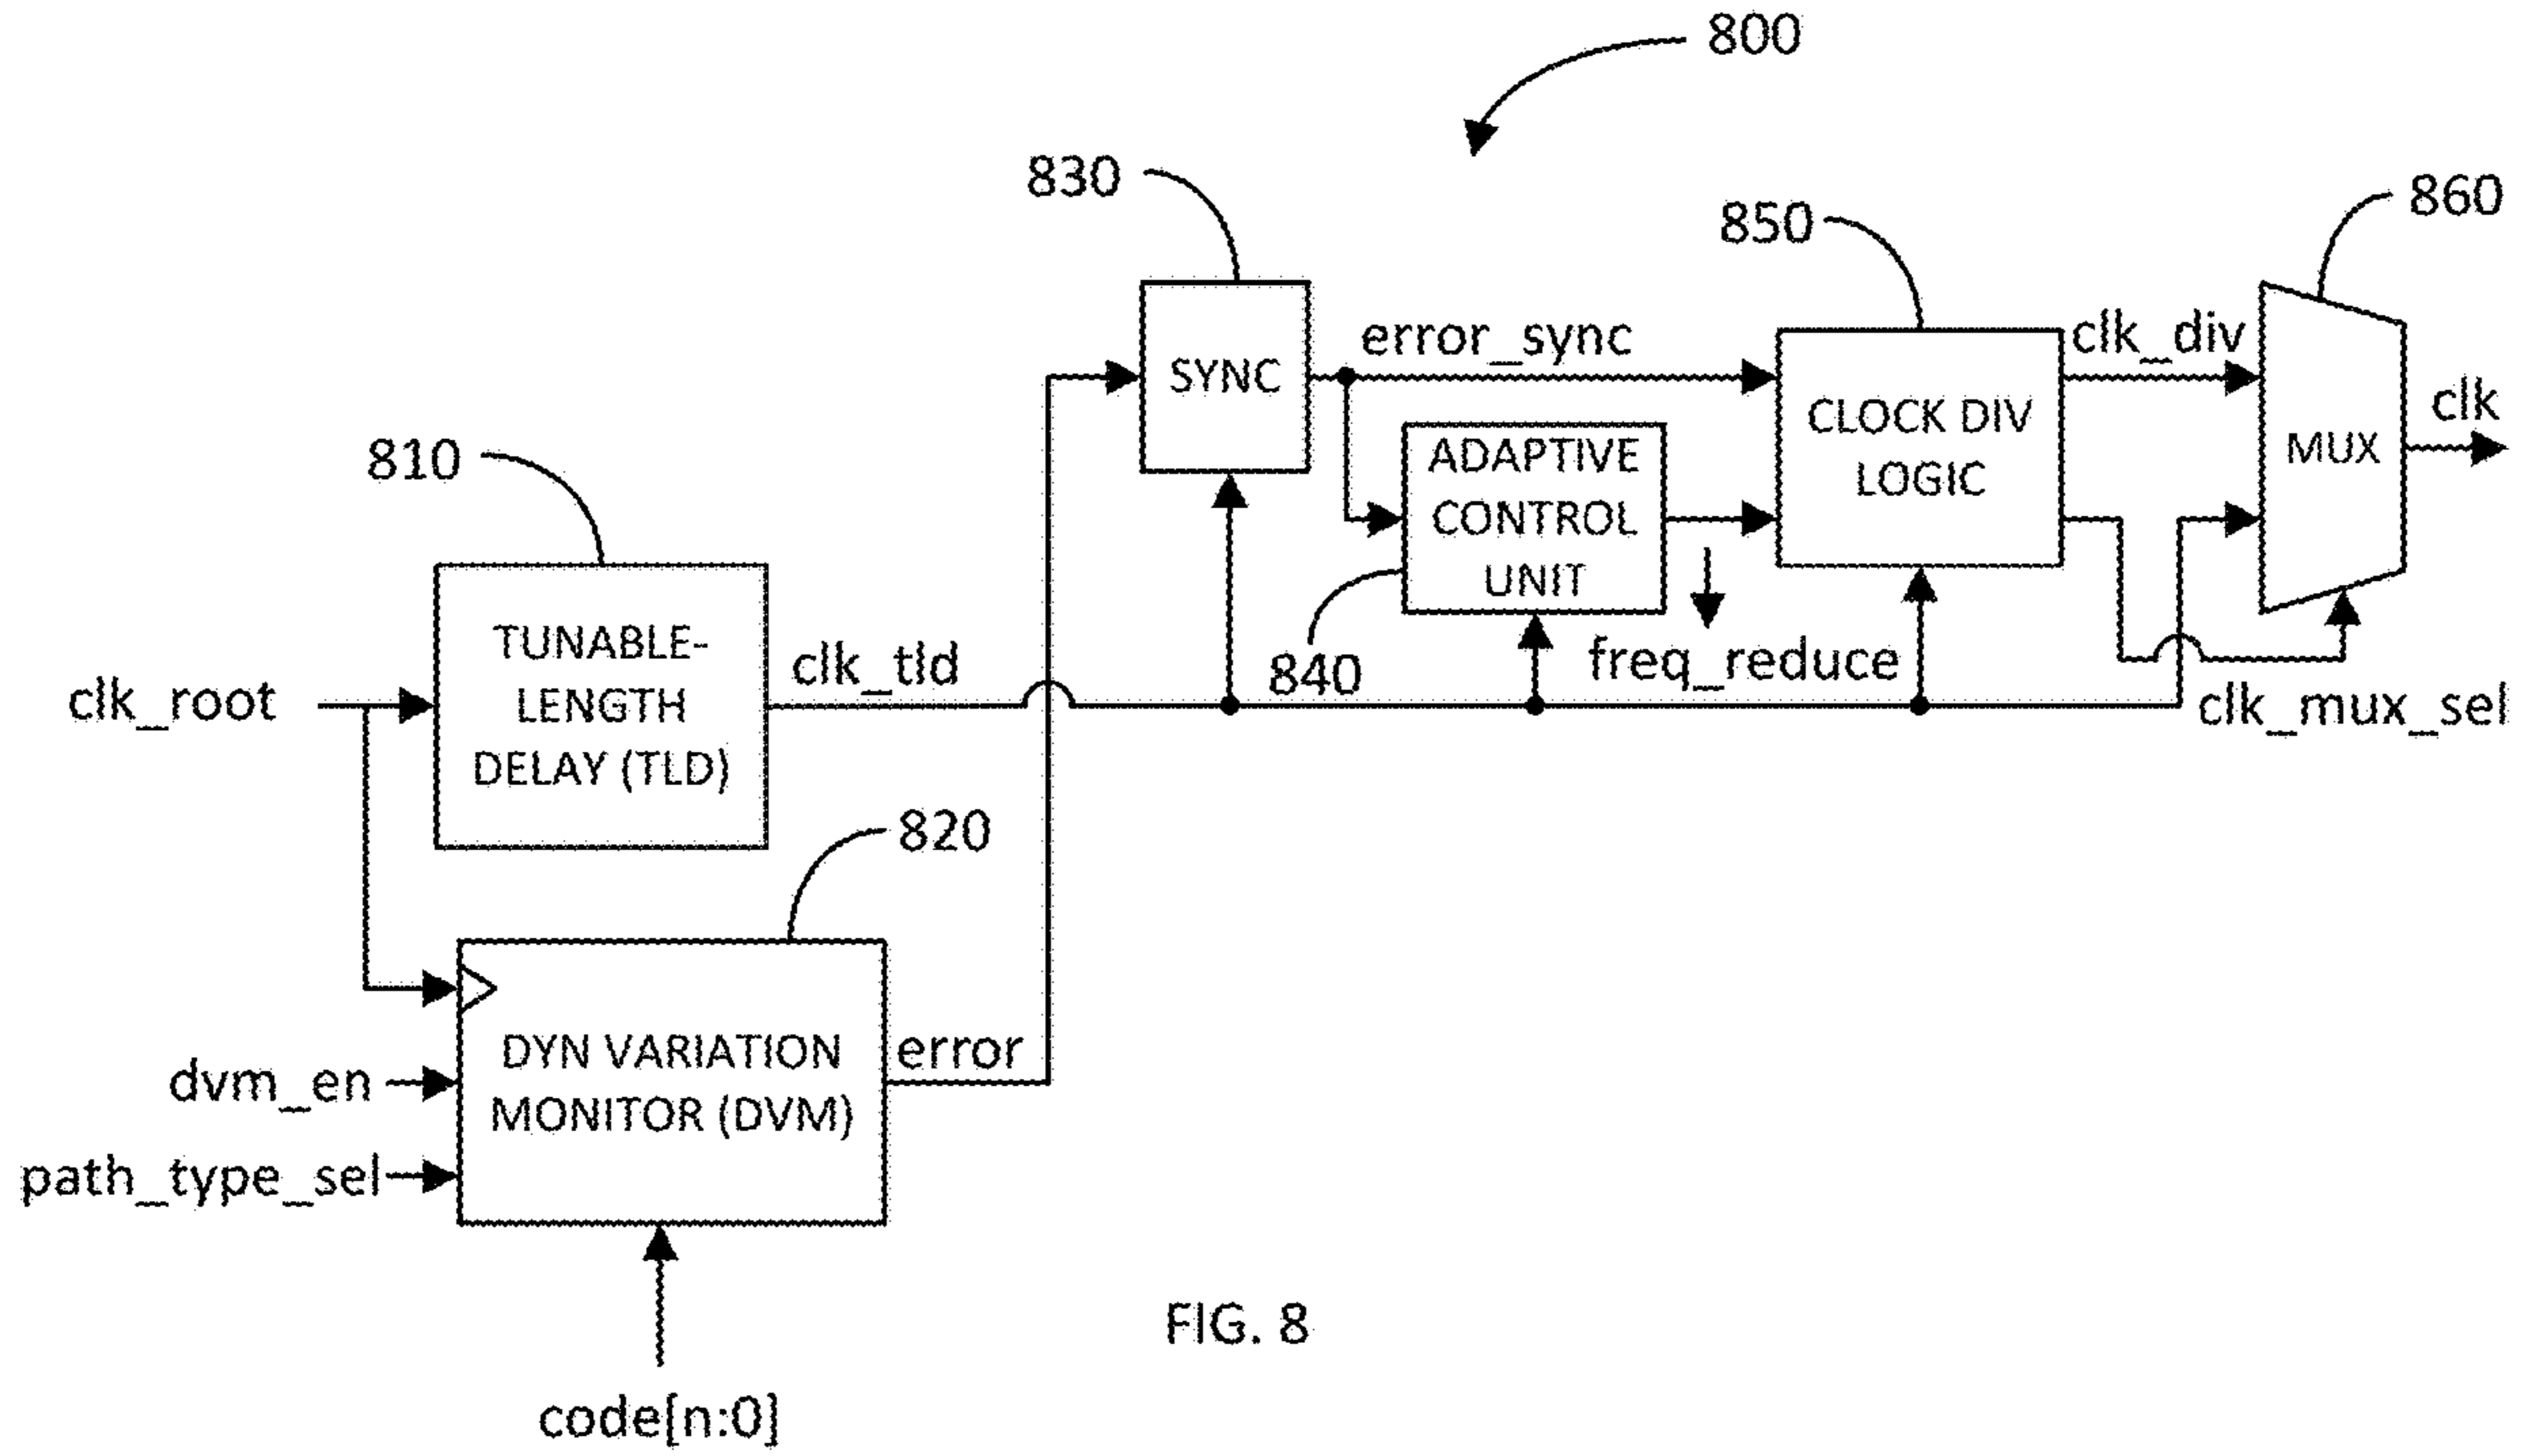 800
830
850
860
error_sync
clk_div
SYNC
CLOCK DIV
LOGIC
clk
MUX
ADAPTIVE
CONTROL
UNIT
810
840
freq_reduce
clk_mux_sel
clk_root
TUNABLE-
LENGTH
DELAY (TLD)
clk_tld
820
dvm_en
path_type_sel
DYN VARIATION
MONITOR (DVM)
error
code[n:0]
FIG. 8